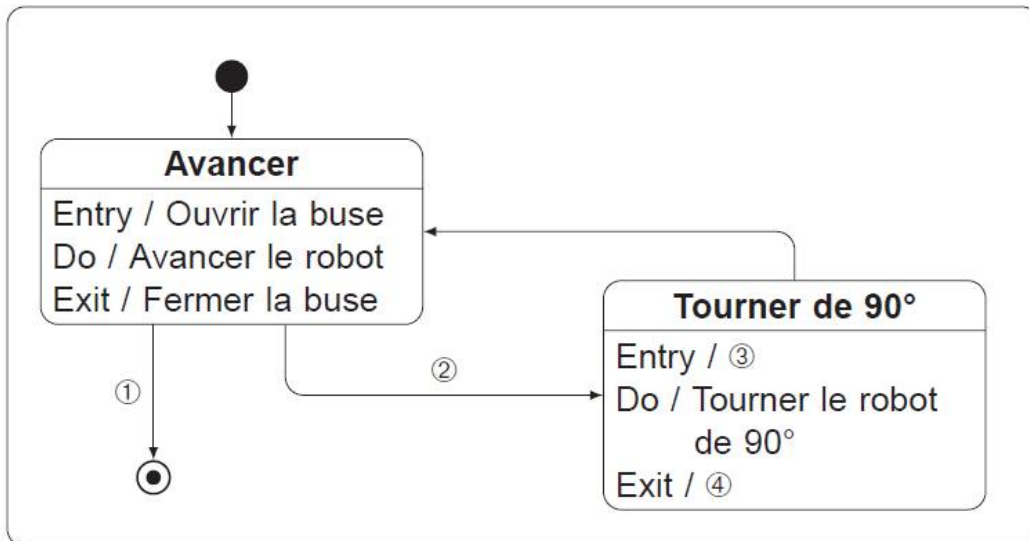 Avancer
Entry / Ouvrir la buse
Do / Avancer le robot
Exit / Fermer la buse
①
②
Tourner de 90°
Entry / ③
Do / Tourner le robot
de 90°
Exit / ④